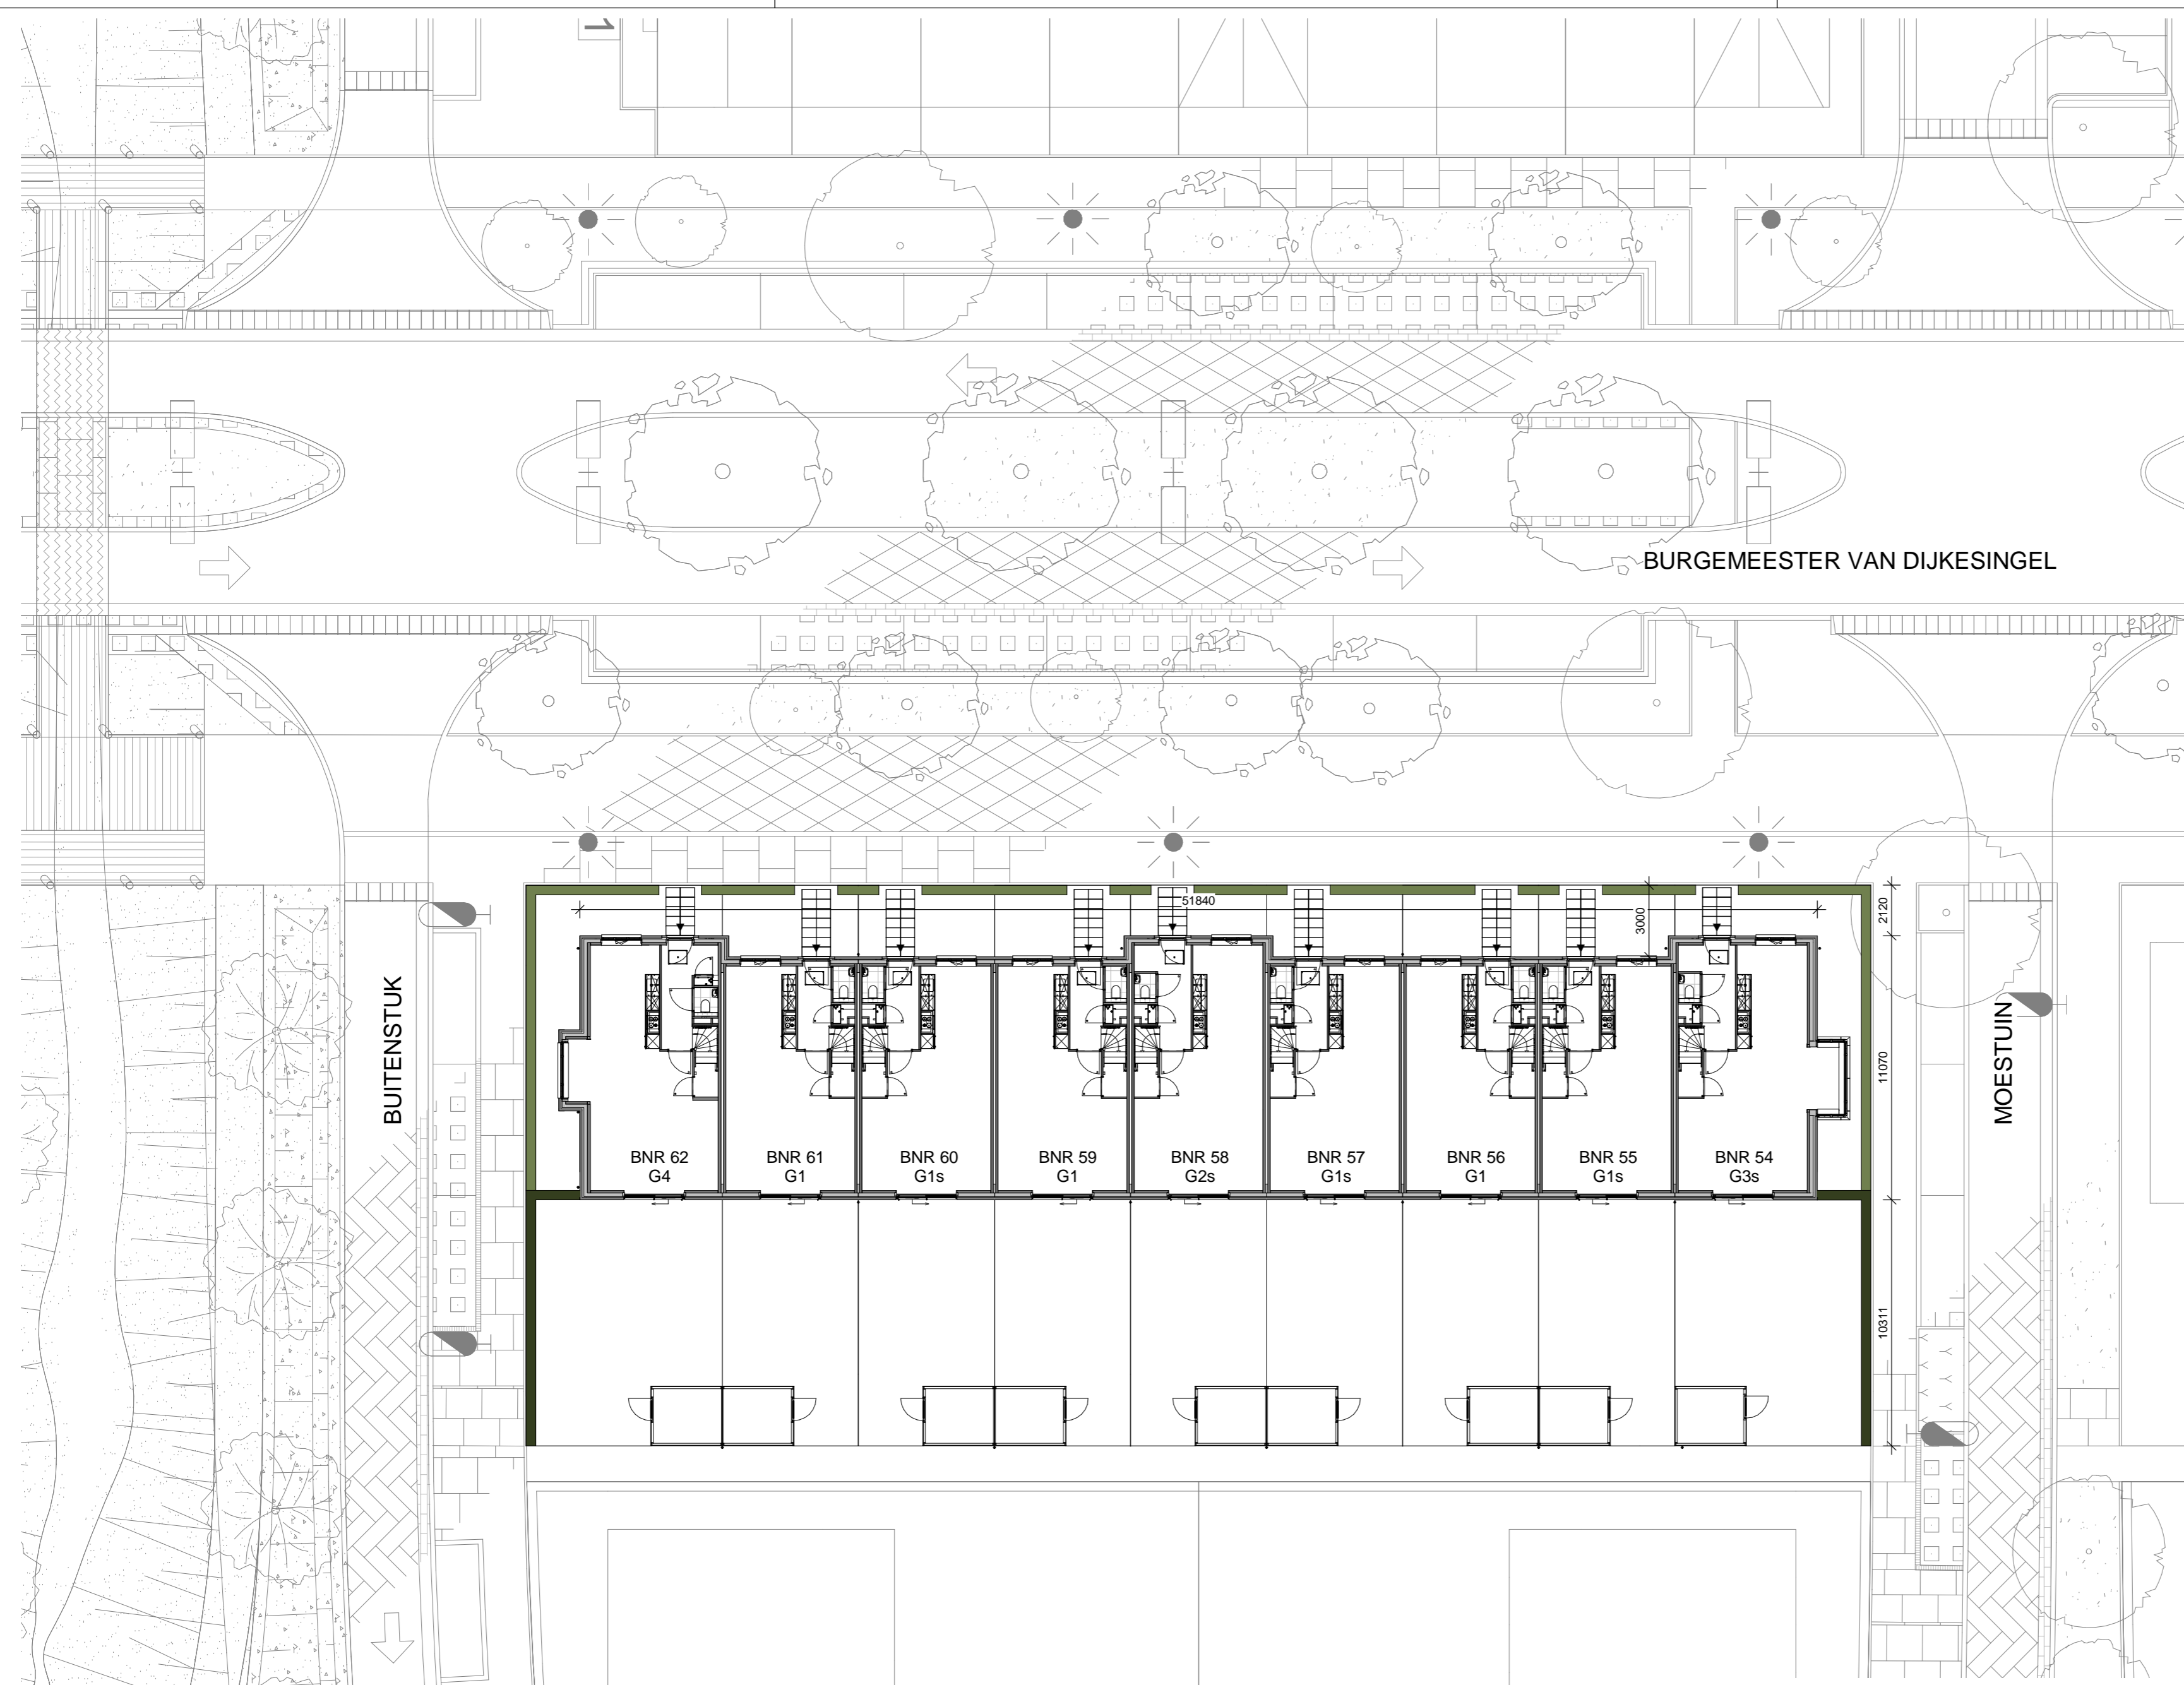 1
BURGEMEESTER VAN DIJKESINGEL
51840
3000
2120
BUITENSTUK
MOESTUIN
11070
BNR 62
G4
BNR 61
G1
BNR 60
G1s
BNR 59
G1
BNR 58
G2s
BNR 57
G1s
BNR 56
G1
BNR 55
G1s
BNR 54
G3s
10311